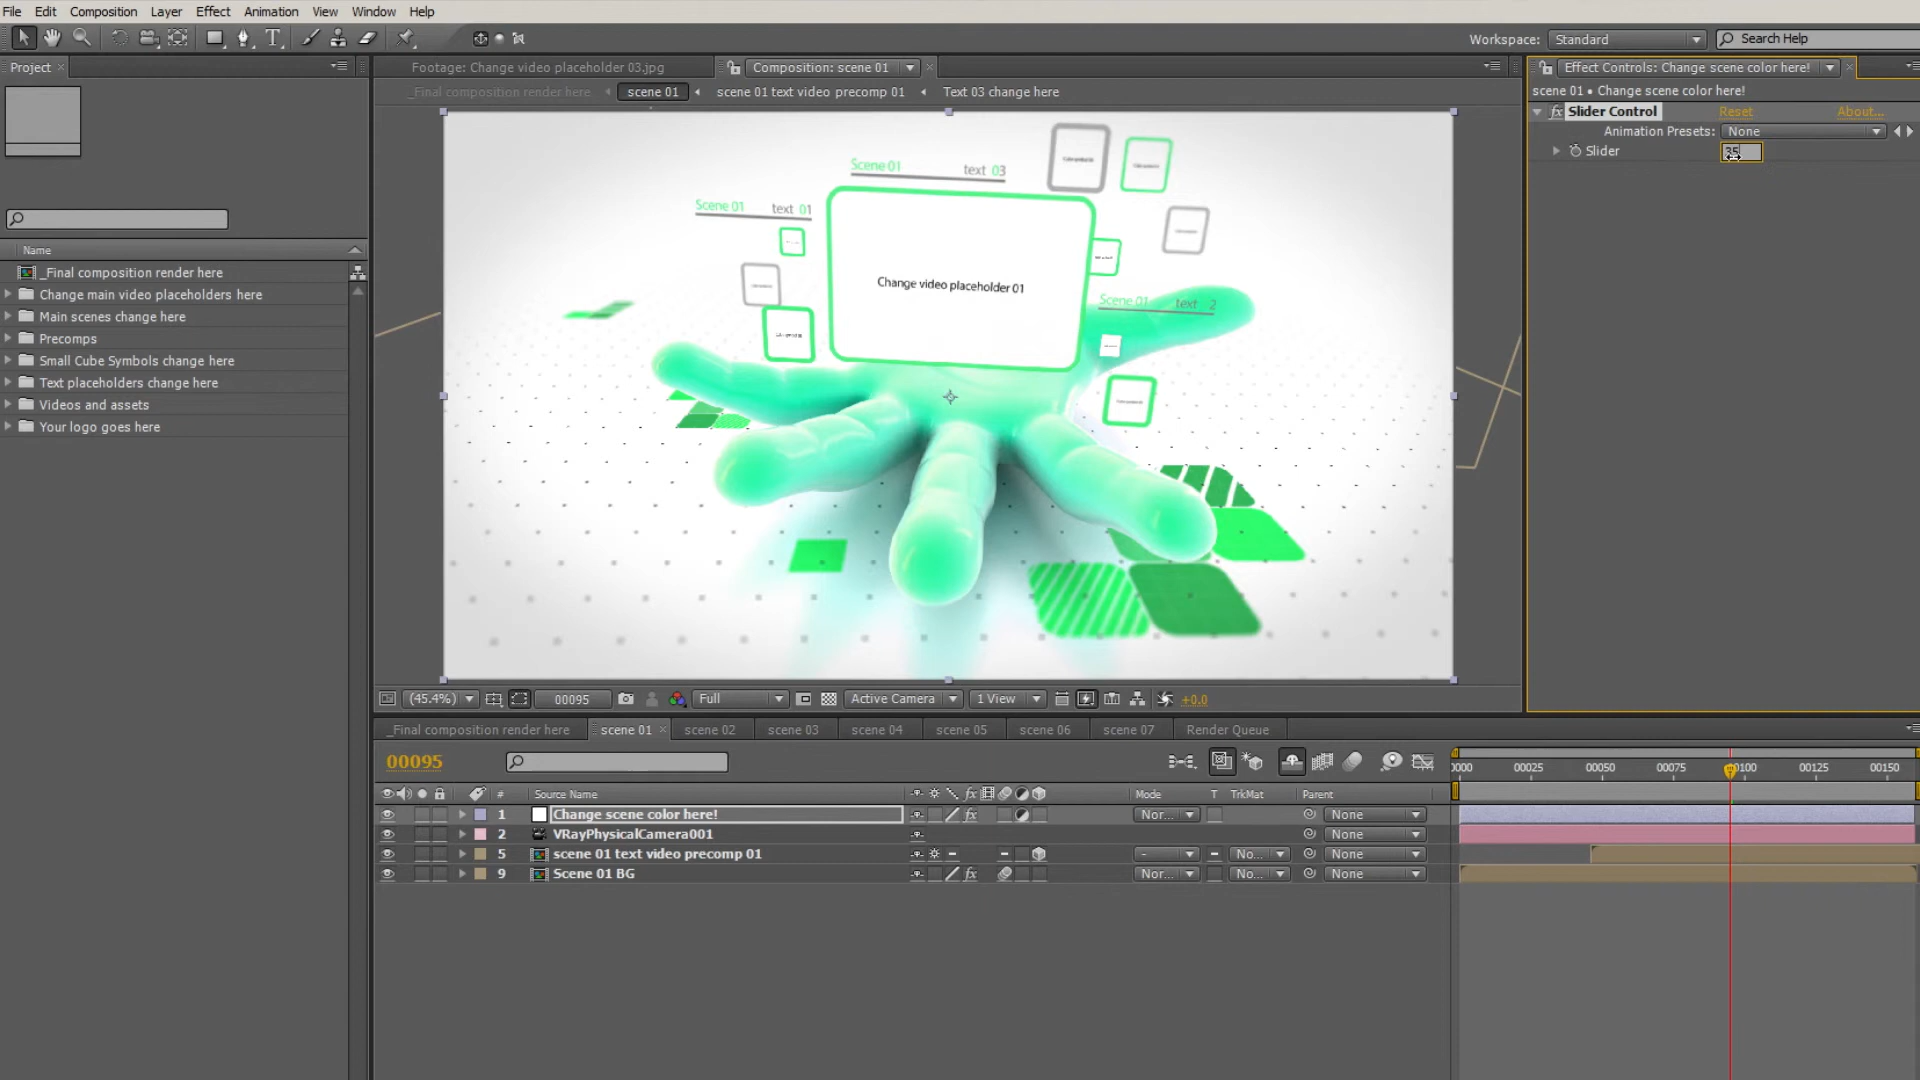 File Edit Composition Layer Effect Animation View Window Help
Workspace: Standard Search Help
Project
Footage: Change video placeholder 03.jpg
Composition: scene 01
Effect Controls: Change scene color here!
_Final composition render here scene 01 scene 01 text video precomp 01 Text 03 change here
scene 01 • Change scene color here!
fx Slider Control Reset About...
Animation Presets: None
Slider 35
Name
_Final composition render here
Change main video placeholders here
Main scenes change here
Precomps
Small Cube Symbols change here
Text placeholders change here
Videos and assets
Your logo goes here
Scene 01 text 03
Scene 01 text 01
Change video placeholder 01
Scene 01 text 2
(45.4%) 00095 Full Active Camera 1 View +0.0
_Final composition render here scene 01 scene 02 scene 03 scene 04 scene 05 scene 06 scene 07 Render Queue
00095
0000 00025 00050 00075 00100 00125 00150
# Source Name fx Mode T TrkMat Parent
1 Change scene color here! fx Nor... None
2 VRayPhysicalCamera001 None
5 scene 01 text video precomp 01 - No... None
9 Scene 01 BG fx Nor... No... None